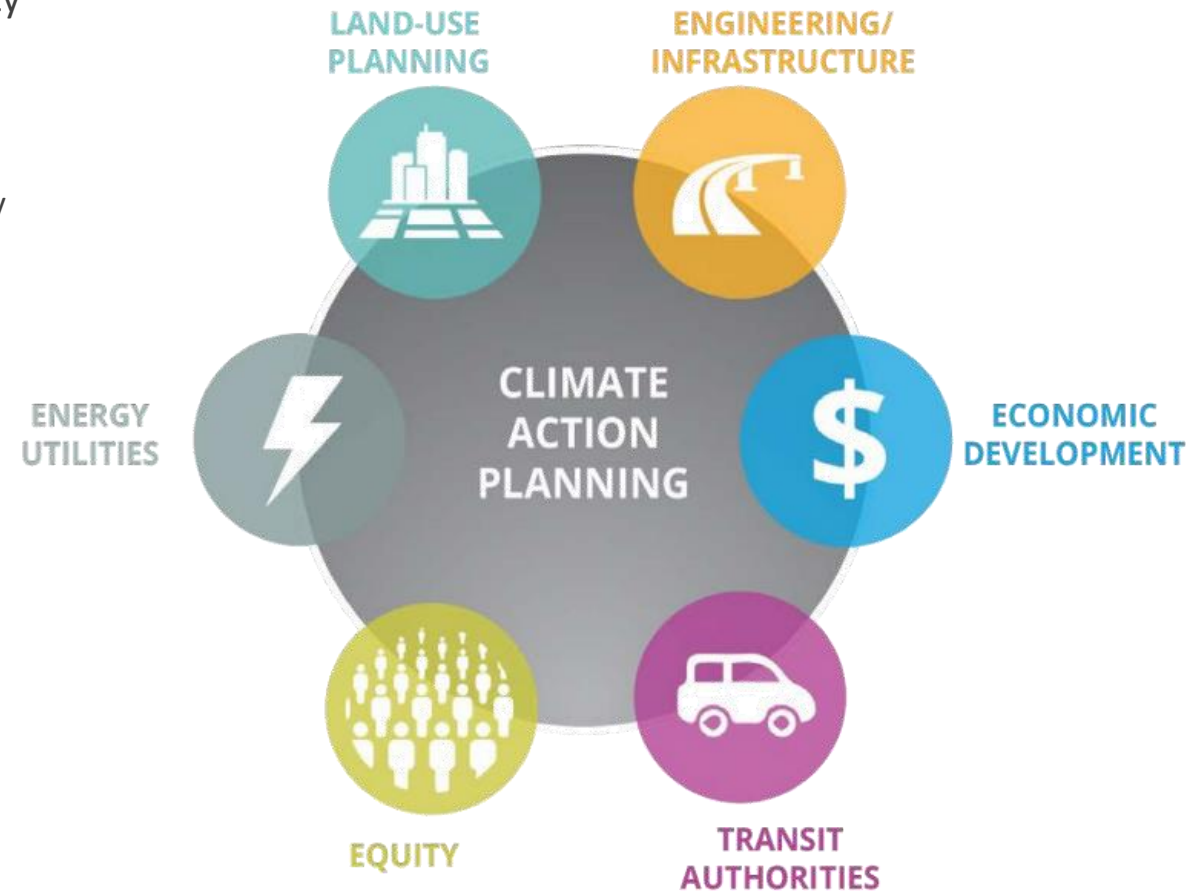 LAND-USE
PLANNING
ENGINEERING/
INFRASTRUCTURE
CLIMATE
ACTION
PLANNING
ENERGY
UTILITIES
$
ECONOMIC
DEVELOPMENT
EQUITY
TRANSIT
AUTHORITIES